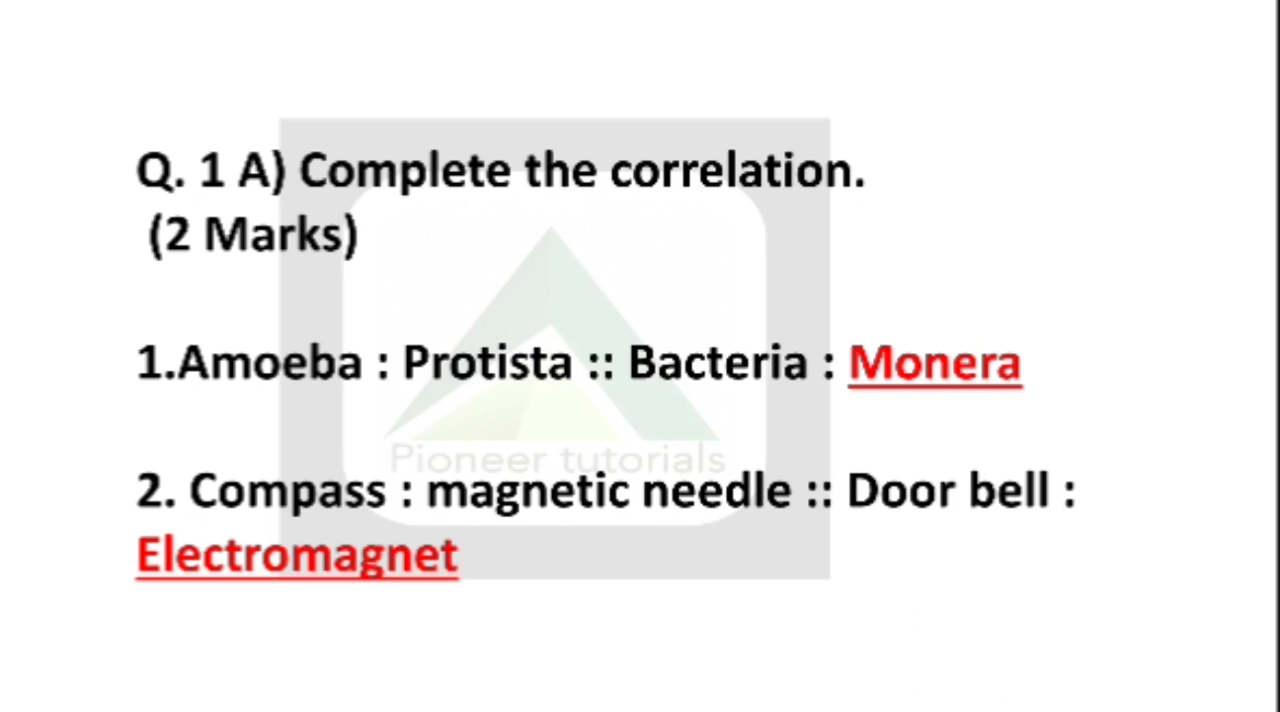 Q. 1 A) Complete the correlation.
(2 Marks)
1.Amoeba : Protista :: Bacteria : Monera
Pioneer tutorials
2. Compass : magnetic needle :: Door bell :
Electromagnet